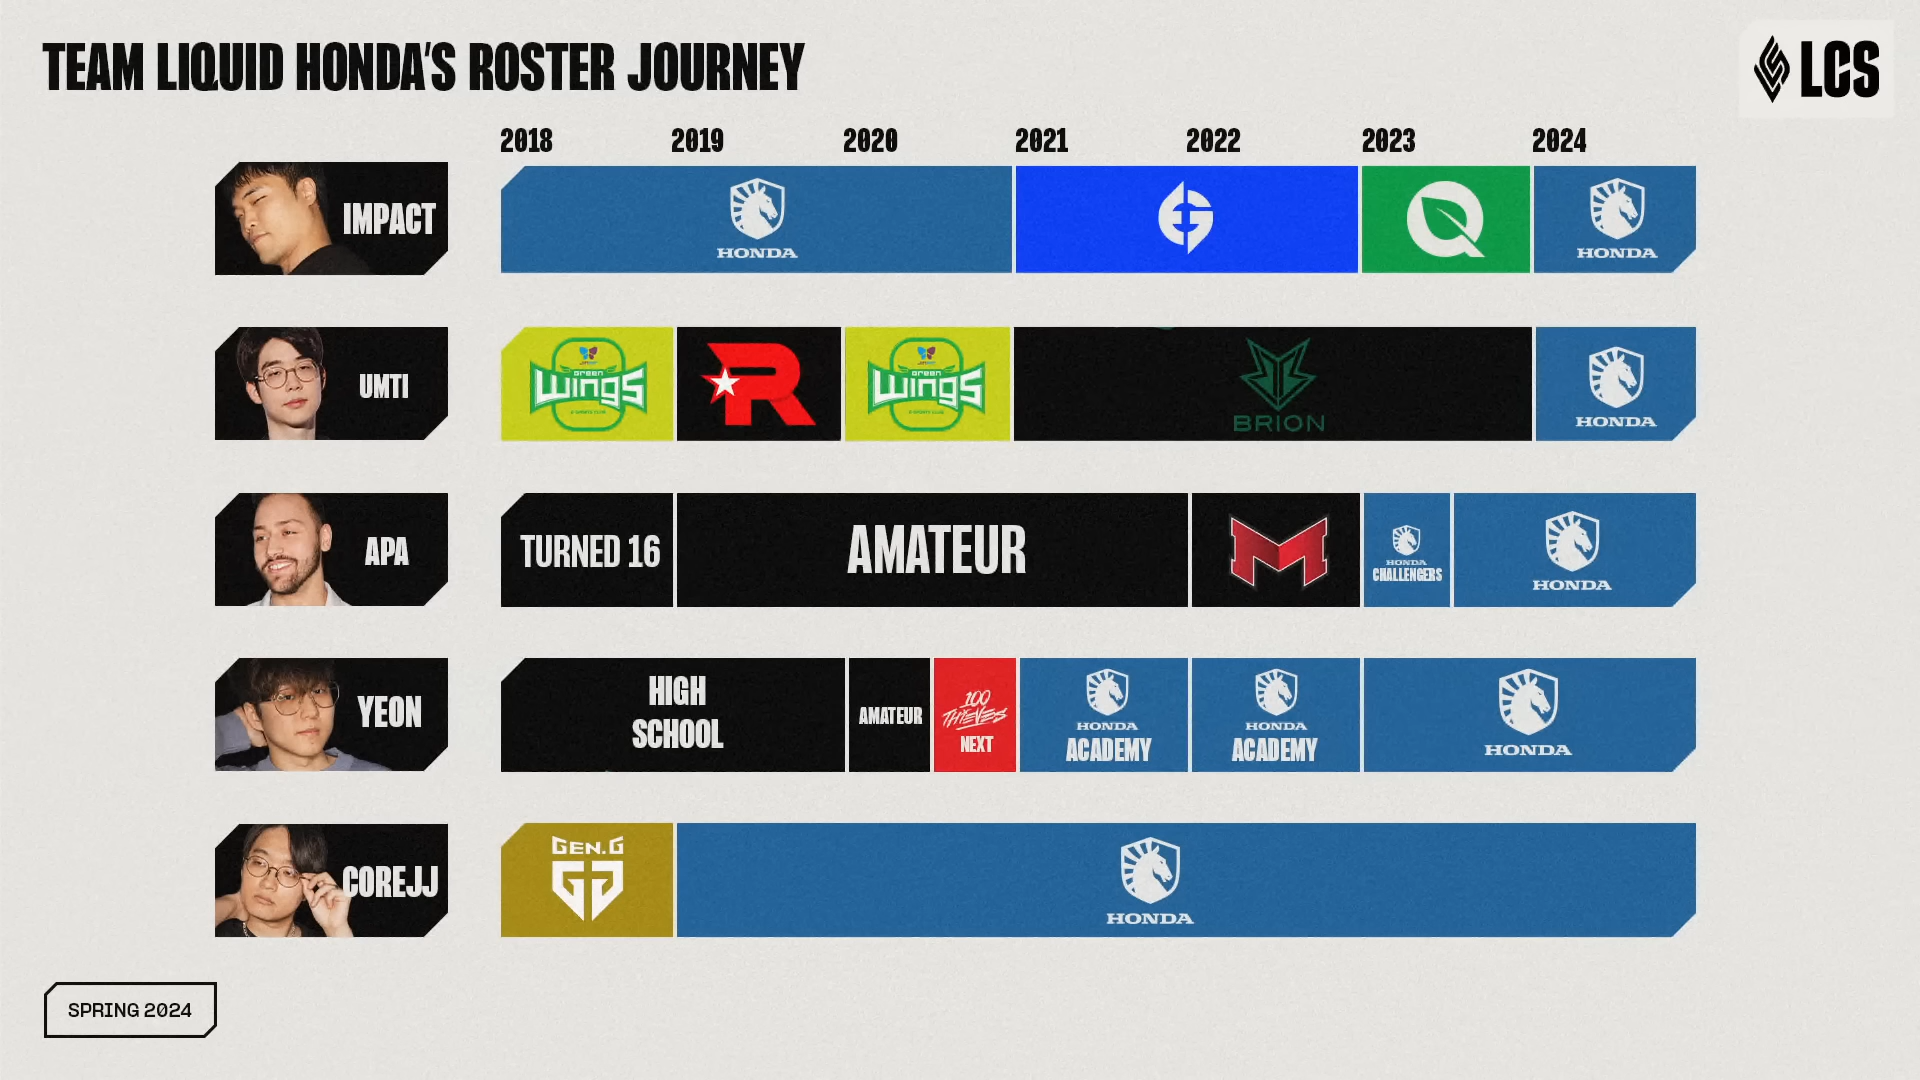 TEAM LIQUID HONDA'S ROSTER JOURNEY
LCS
2018 2019 2020 2021 2022 2023 2024
IMPACT
HONDA
HONDA
UMTI
GREEN
WINGS
GREEN
WINGS
BRION
HONDA
APA
TURNED 16
AMATEUR
HONDA
CHALLENGERS
HONDA
YEON
HIGH
SCHOOL
AMATEUR
100
THIEVES
NEXT
HONDA
ACADEMY
HONDA
ACADEMY
HONDA
COREJJ
GEN.G
HONDA
SPRING 2024